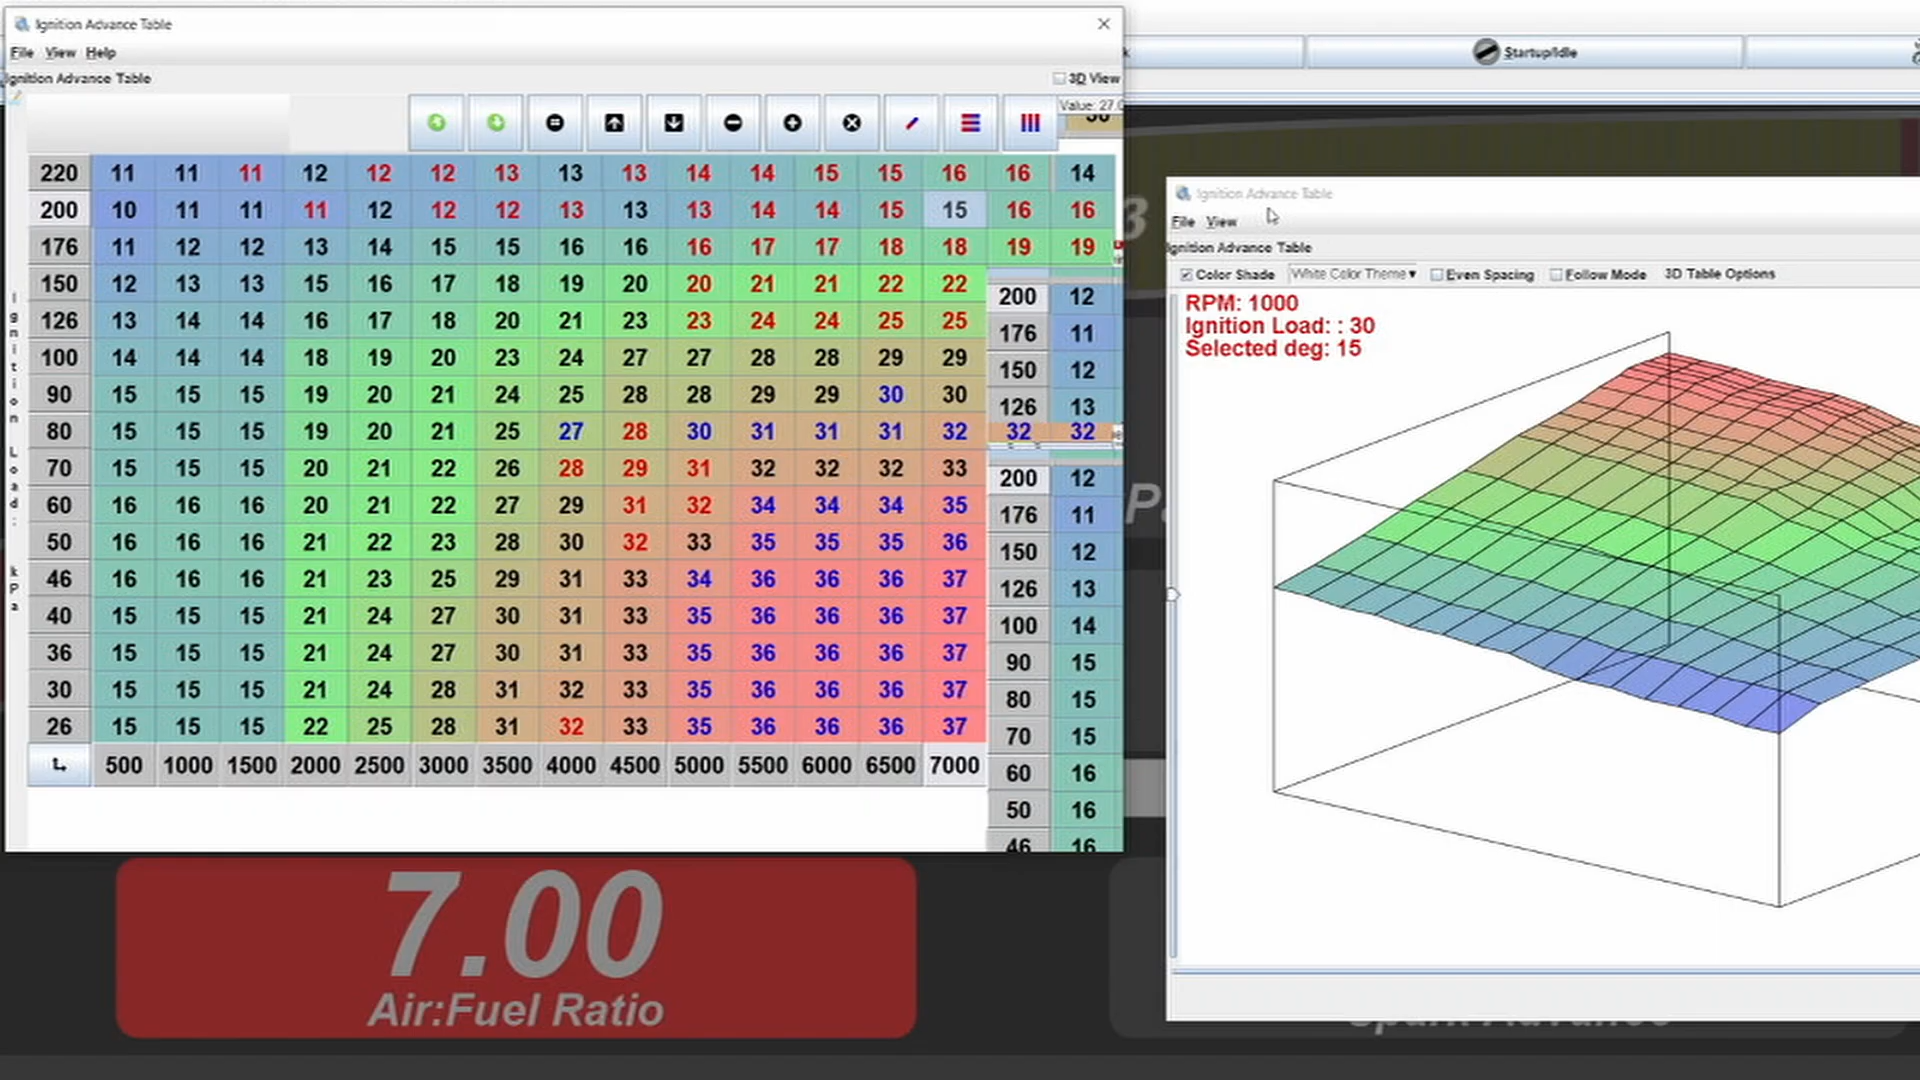 Ignition Advance Table
File View Help
Ignition Advance Table
3D View
Value: 27.0
220 11 11 11 12 12 12 13 13 13 14 14 15 15 16 16 14
200 10 11 11 11 12 12 12 13 13 13 14 14 15 15 16 16
176 11 12 12 13 14 15 15 16 16 16 17 17 18 18 19 19
150 12 13 13 15 16 17 18 19 20 20 21 21 22 22
126 13 14 14 16 17 18 20 21 23 23 24 24 25 25
100 14 14 14 18 19 20 23 24 27 27 28 28 29 29
90 15 15 15 19 20 21 24 25 28 28 29 29 30 30
80 15 15 15 19 20 21 25 27 28 30 31 31 31 32 32 32
70 15 15 15 20 21 22 26 28 29 31 32 32 32 33
60 16 16 16 20 21 22 27 29 31 32 34 34 34 35
50 16 16 16 21 22 23 28 30 32 33 35 35 35 36
46 16 16 16 21 23 25 29 31 33 34 36 36 36 37
40 15 15 15 21 24 27 30 31 33 35 36 36 36 37
36 15 15 15 21 24 27 30 31 33 35 36 36 36 37
30 15 15 15 21 24 28 31 32 33 35 36 36 36 37
26 15 15 15 22 25 28 31 32 33 35 36 36 36 37
500 1000 1500 2000 2500 3000 3500 4000 4500 5000 5500 6000 6500 7000
Ignition Load: kPa
200 12
176 11
150 12
126 13
200 12
176 11
150 12
126 13
100 14
90 15
80 15
70 15
60 16
50 16
46 16
Startup/Idle
3
Ignition Advance Table
File View
Ignition Advance Table
Color Shade White Color Theme Even Spacing Follow Mode 3D Table Options
RPM: 1000
Ignition Load: : 30
Selected deg: 15
7.00
Air:Fuel Ratio
Spark Advance